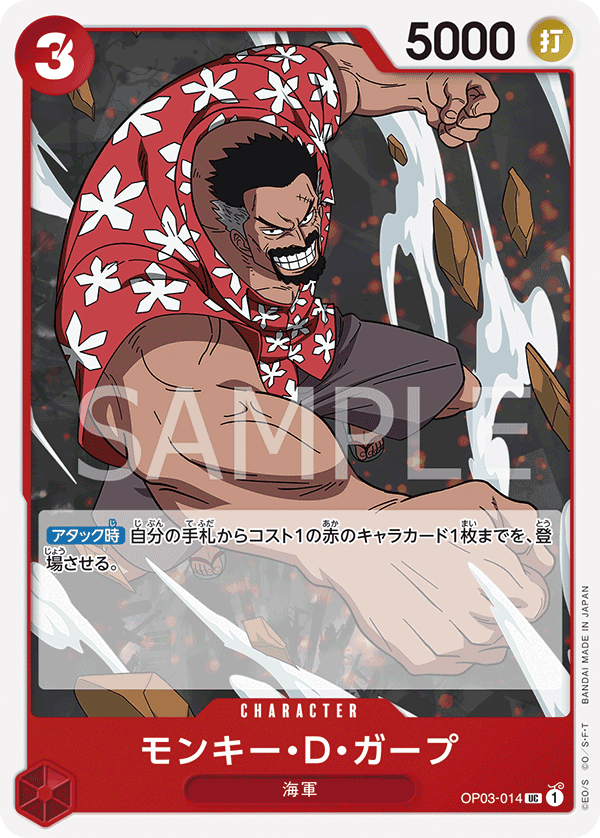 3
5000
打
SAMPLE
アタック時 自分の手札からコスト1の赤のキャラカード1枚までを、登
場させる。
CHARACTER
モンキー・D・ガープ
海軍
OP03-014 UC 1
©E.O/S ©O/S・F・T BANDAI MADE IN JAPAN